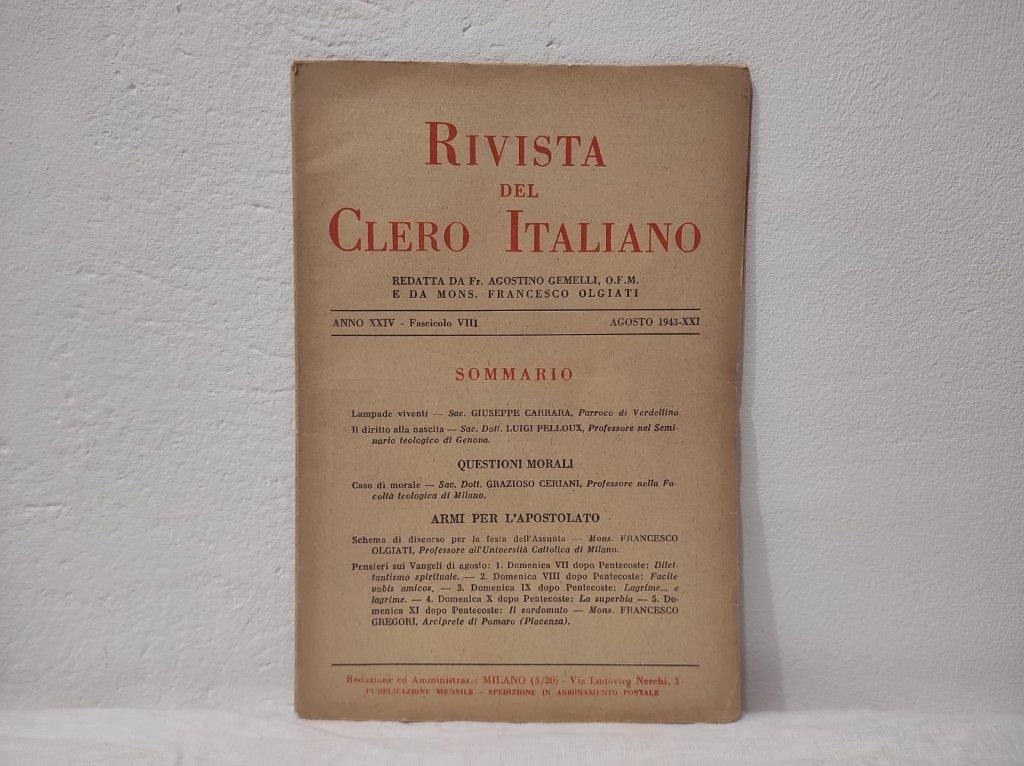 RIVISTA
DEL
CLERO ITALIANO
REDATTA DA Fr. AGOSTINO GEMELLI, O.F.M.
E DA MONS. FRANCESCO OLGIATI
ANNO XXIV - Fascicolo VIII AGOSTO 1943-XXI
SOMMARIO
Lampade viventi — Sac. GIUSEPPE CARRARA, Parroco di Verdellino
Il diritto alla nascita — Sac. Dott. LUIGI PELLOUX, Professore nel Semi-
nario teologico di Genova.
QUESTIONI MORALI
Caso di morale — Sac. Dott. GRAZIOSO CERIANI, Professore nella Fa-
coltà teologica di Milano.
ARMI PER L'APOSTOLATO
Schema di discorso per la festa dell'Assunta — Mons. FRANCESCO
OLGIATI, Professore all'Università Cattolica di Milano.
Pensieri sui Vangeli di agosto: 1. Domenica VII dopo Pentecoste: Dilet-
tantismo spirituale. — 2. Domenica VIII dopo Pentecoste: Facite
vobis amicos. — 3. Domenica IX dopo Pentecoste: Lagrime... e
lagrime. — 4. Domenica X dopo Pentecoste: La superbia — 5. Do-
menica XI dopo Pentecoste: Il sordomuto — Mons. FRANCESCO
GREGORI, Arciprete di Pomaro (Piacenza).
Redazione ed Amministraz.: MILANO (3/20) - Via Ludovico Necchi, 2
PUBBLICAZIONE MENSILE - SPEDIZIONE IN ABBONAMENTO POSTALE